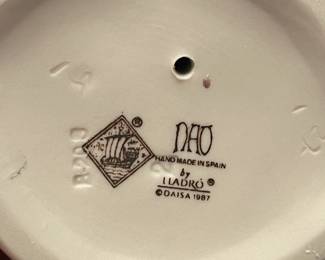 NAO
HAND MADE IN SPAIN
by
LLADRÓ ®
© DAISA 1987